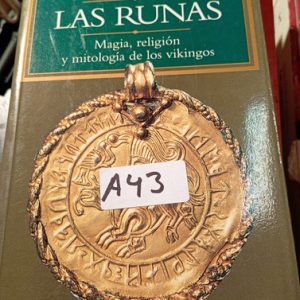 LAS RUNAS
Magia, religión
y mitología de los vikingos
A43